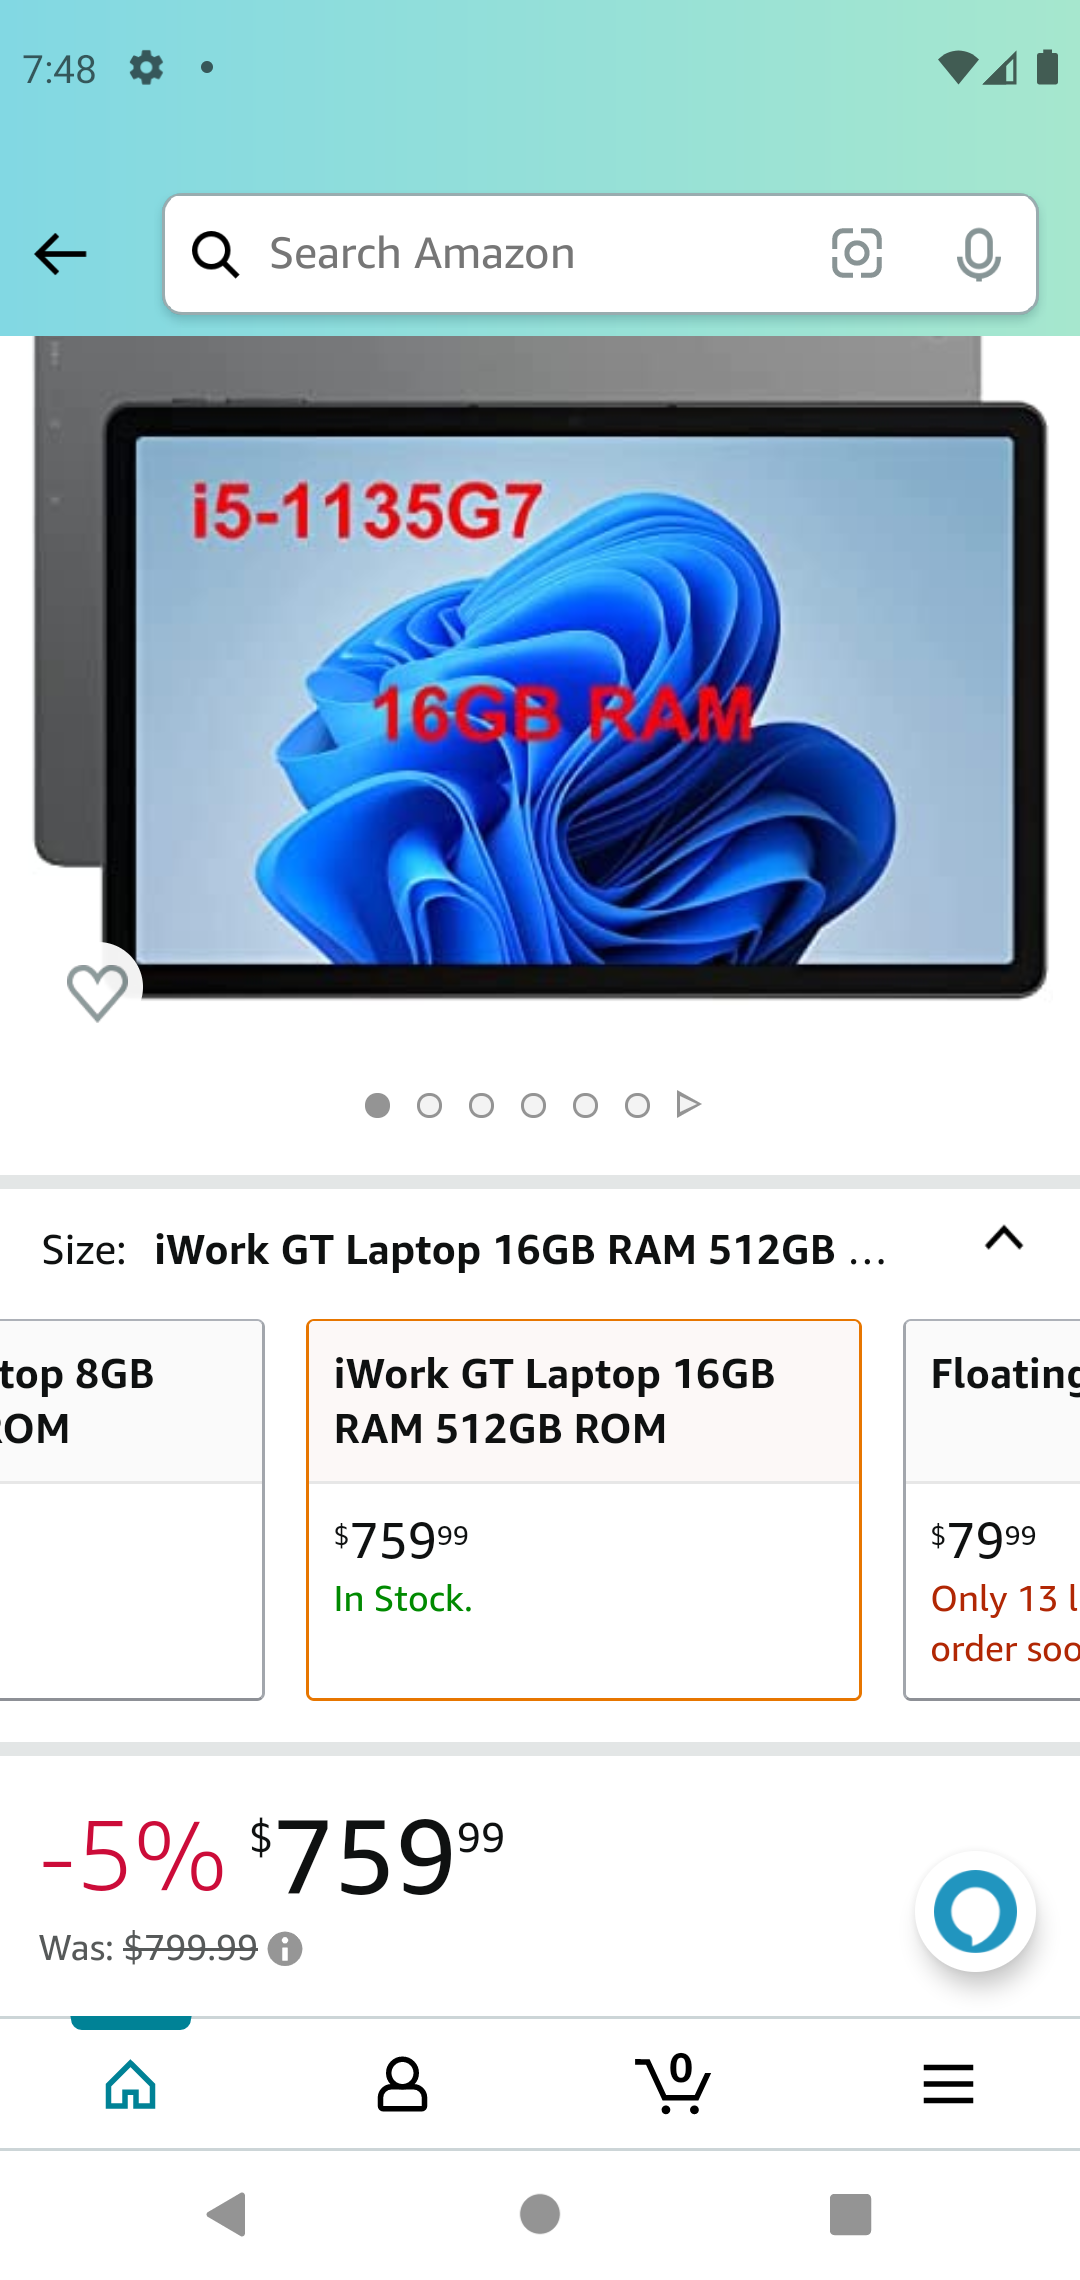 7:48
Search Amazon
i5-1135G7
16GB RAM
Size: iWork GT Laptop 16GB RAM 512GB ...
top 8GB
ROM
iWork GT Laptop 16GB
RAM 512GB ROM
$759.99
In Stock.
Floating
$79.99
Only 13 l
order soo
-5% $759.99
Was: $799.99
0